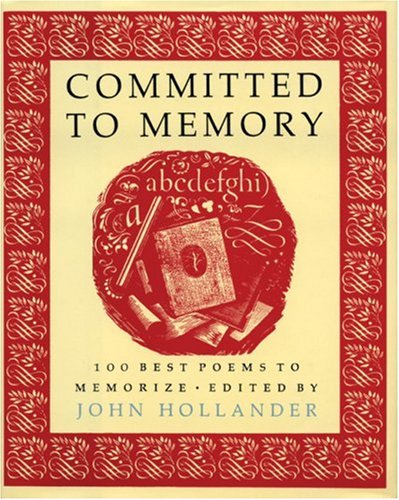 COMMITTED
TO MEMORY
abcdefghi
a
z
100 BEST POEMS TO
MEMORIZE · EDITED BY
JOHN HOLLANDER